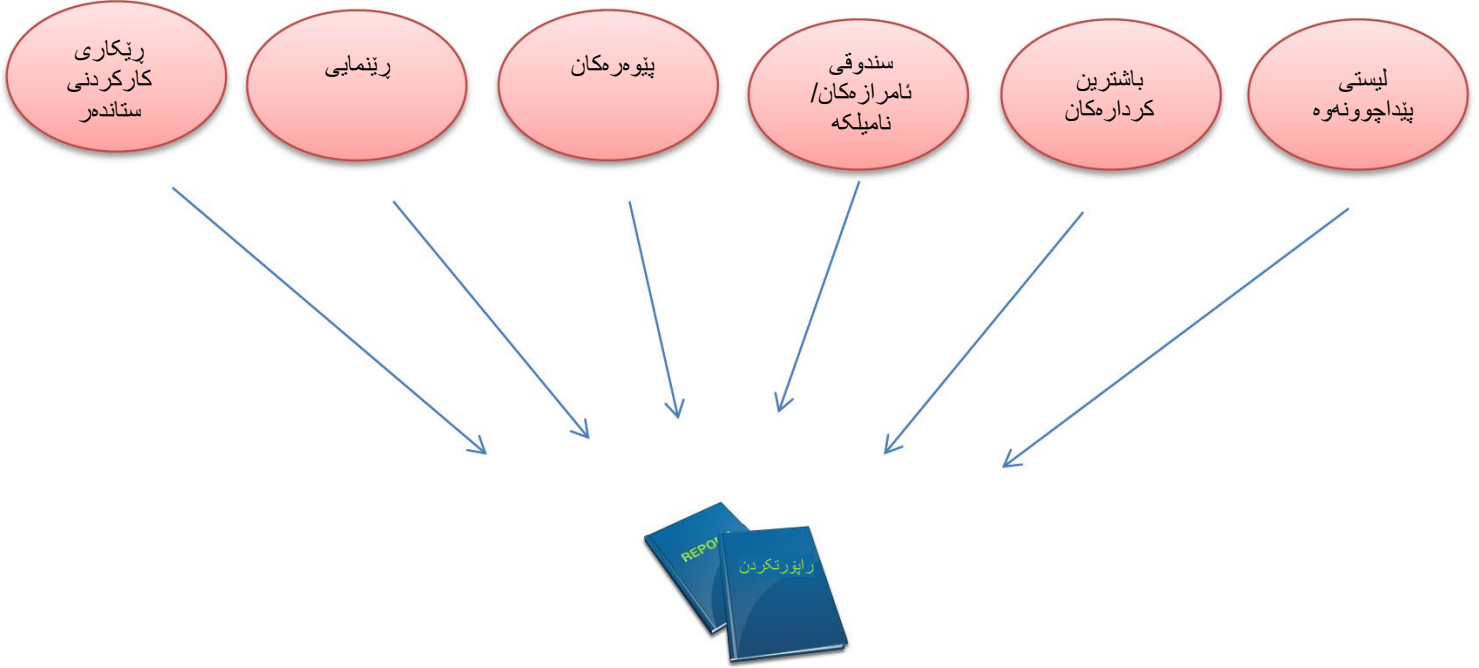 لیستی
پێداچوونەوە
باشترین
کردارەکان
سندوقی
ئامرازەکان/
نامیلکە
پێوەرەکان
ڕێنمایی
ڕێکاری
کارکردنی
ستاندەر
راپۆرتکردن